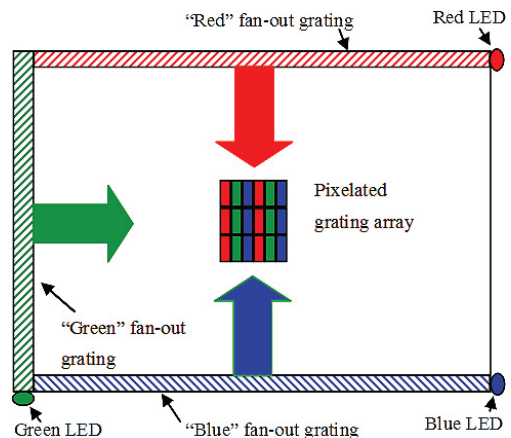 “Red” fan-out grating
Red LED
Pixelated
grating array
“Green” fan-out
grating
Green LED
“Blue” fan-out grating
Blue LED